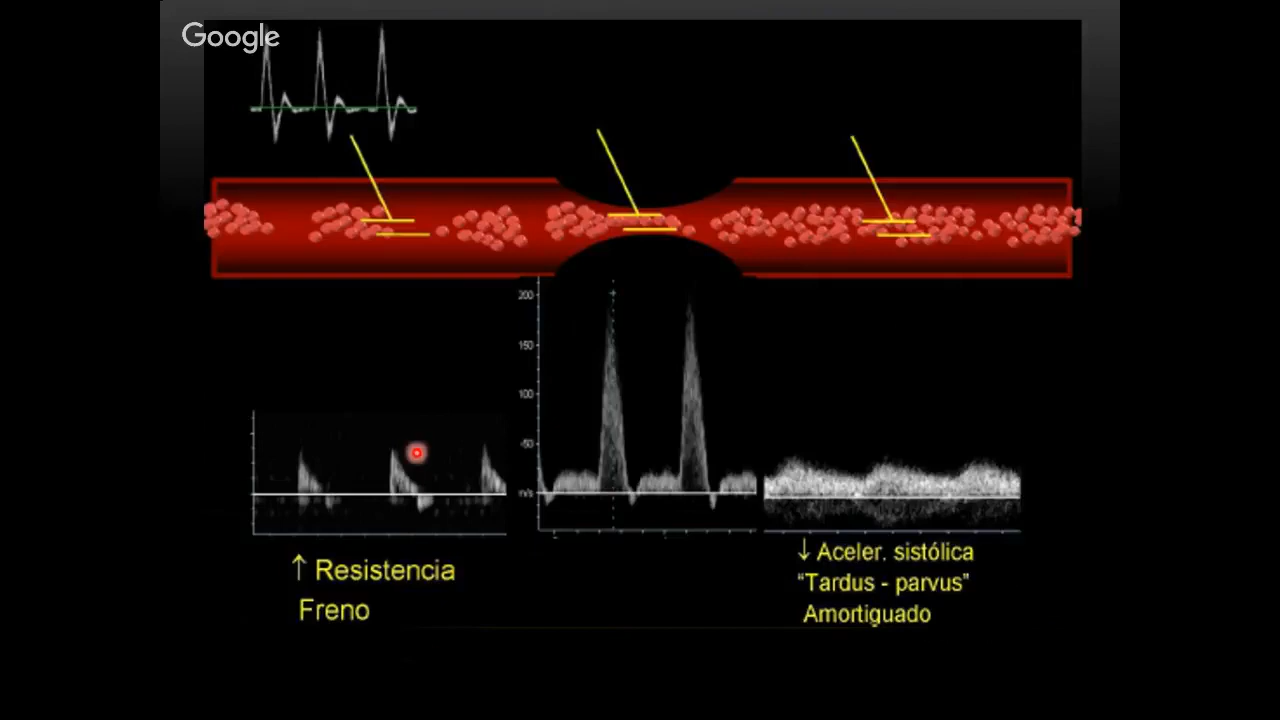 Google
200
150
100
50
↑ Resistencia
Freno
↓ Aceler. sistólica
“Tardus - parvus”
Amortiguado